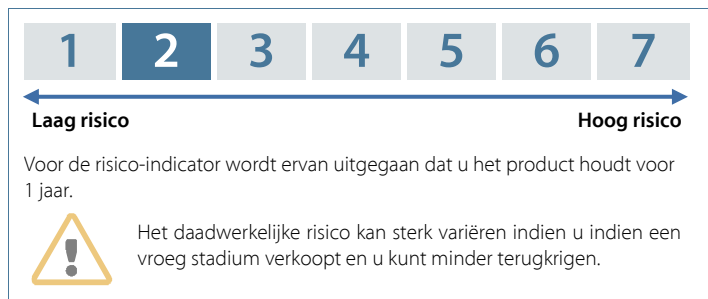 1 2 3 4 5 6 7
Laag risico Hoog risico
Voor de risico-indicator wordt ervan uitgegaan dat u het product houdt voor
1 jaar.
Het daadwerkelijke risico kan sterk variëren indien u indien een
vroeg stadium verkoopt en u kunt minder terugkrigen.